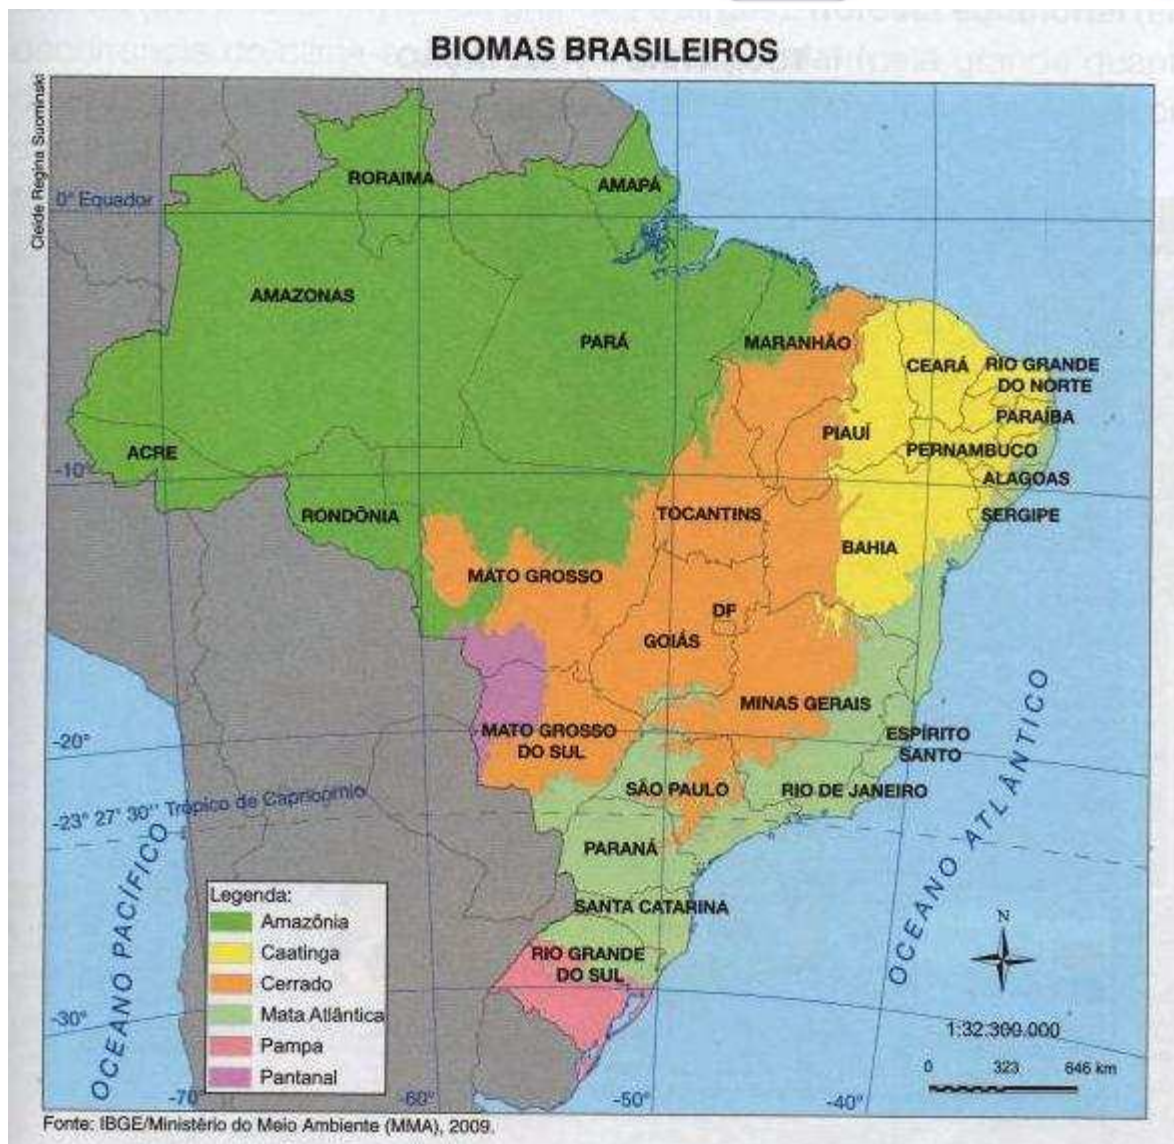 BIOMAS BRASILEIROS
Cleide Regina Suominski
RORAIMA
AMAPÁ
0° Equador
AMAZONAS
PARÁ
MARANHÃO
CEARÁ
RIO GRANDE
DO NORTE
PARAÍBA
PIAUÍ
PERNAMBUCO
ACRE
-10°
ALAGOAS
RONDÔNIA
TOCANTINS
SERGIPE
BAHIA
MATO GROSSO
DF
GOIÁS
MINAS GERAIS
MATO GROSSO
DO SUL
-20°
ESPÍRITO
SANTO
SÃO PAULO
RIO DE JANEIRO
-23° 27' 30'' Trópico de Capricórnio
PARANÁ
OCEANO ATLÂNTICO
OCEANO PACÍFICO
SANTA CATARINA
RIO GRANDE
DO SUL
N
Legenda:
Amazônia
Caatinga
Cerrado
Mata Atlântica
Pampa
Pantanal
-30°
1:32.300.000
0 323 646 km
-70° -60° -50° -40°
Fonte: IBGE/Ministério do Meio Ambiente (MMA), 2009.